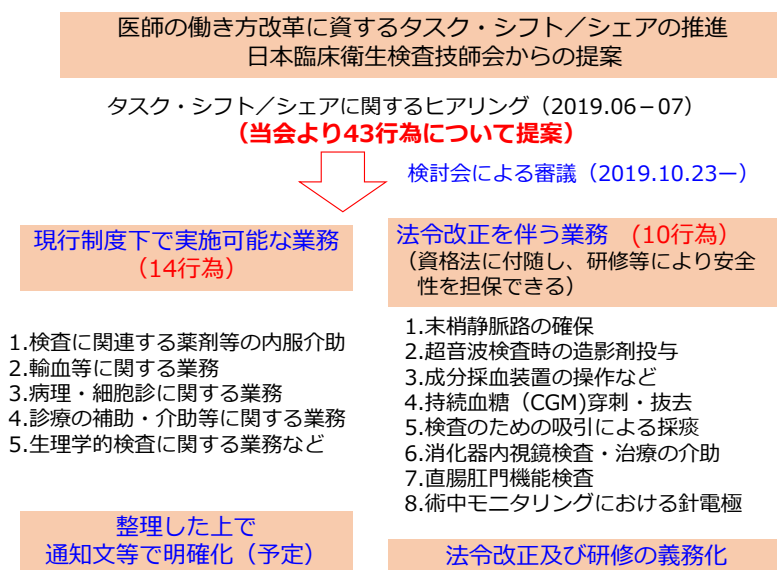 医師の働き方改革に資するタスク・シフト／シェアの推進
日本臨床衛生検査技師会からの提案
タスク・シフト／シェアに関するヒアリング（2019.06－07）
（当会より43行為について提案）
検討会による審議（2019.10.23ー）
現行制度下で実施可能な業務
（14行為）
1.検査に関連する薬剤等の内服介助
2.輸血等に関する業務
3.病理・細胞診に関する業務
4.診療の補助・介助等に関する業務
5.生理学的検査に関する業務など
整理した上で
通知文等で明確化（予定）
法令改正を伴う業務　(10行為）
（資格法に付随し、研修等により安全
性を担保できる）
1.末梢静脈路の確保
2.超音波検査時の造影剤投与
3.成分採血装置の操作など
4.持続血糖（CGM)穿刺・抜去
5.検査のための吸引による採痰
6.消化器内視鏡検査・治療の介助
7.直腸肛門機能検査
8.術中モニタリングにおける針電極
法令改正及び研修の義務化